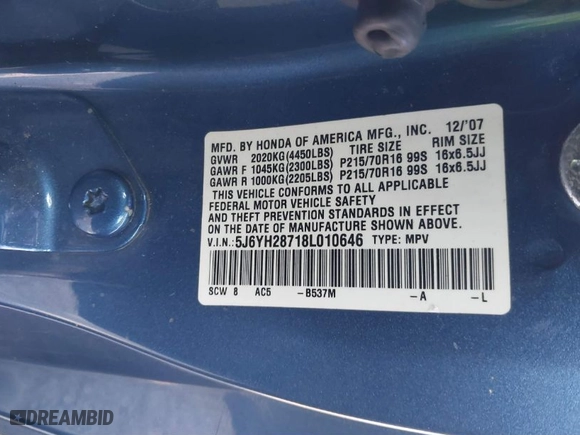 MFD. BY HONDA OF AMERICA MFG., INC. 12/'07
GVWR 2020KG(4450LBS) TIRE SIZE RIM SIZE
GAWR F 1045KG(2300LBS) P215/70R16 99S 16x6.5JJ
GAWR R 1000KG(2205LBS) P215/70R16 99S 16x6.5JJ
THIS VEHICLE CONFORMS TO ALL APPLICABLE
FEDERAL MOTOR VEHICLE SAFETY
AND THEFT PREVENTION STANDARDS IN EFFECT
ON THE DATE OF MANUFACTURE SHOWN ABOVE.
V.I.N.: 5J6YH28718L010646 TYPE: MPV
SCW 8 AC5 -B537M -A -L
DREAMBID